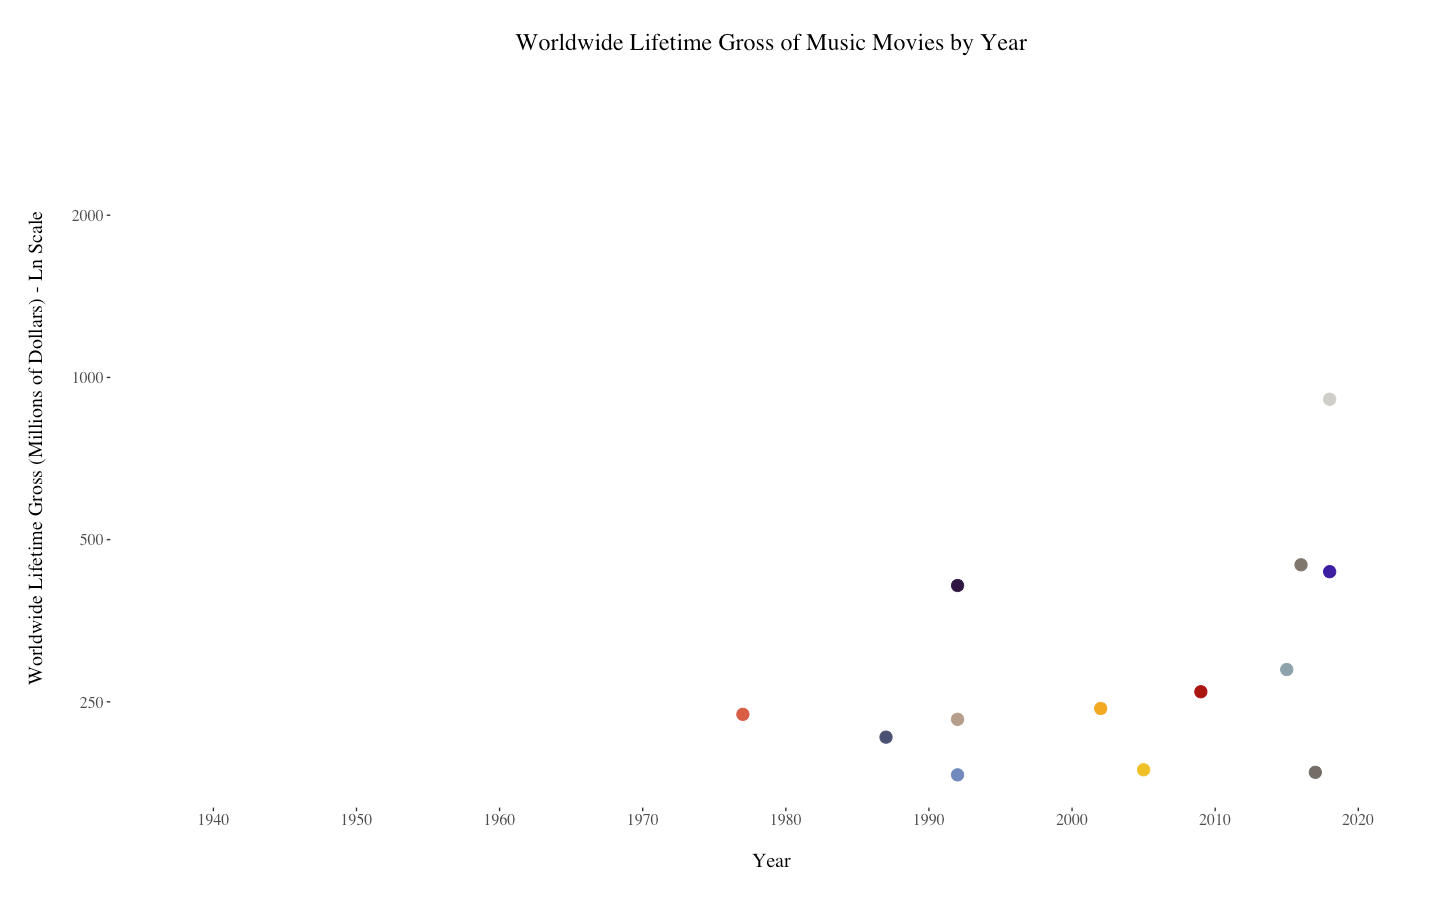 Worldwide Lifetime Gross of Music Movies by Year
Worldwide Lifetime Gross (Millions of Dollars) - Ln Scale
2000
1000
500
250
1940 1950 1960 1970 1980 1990 2000 2010 2020
Year